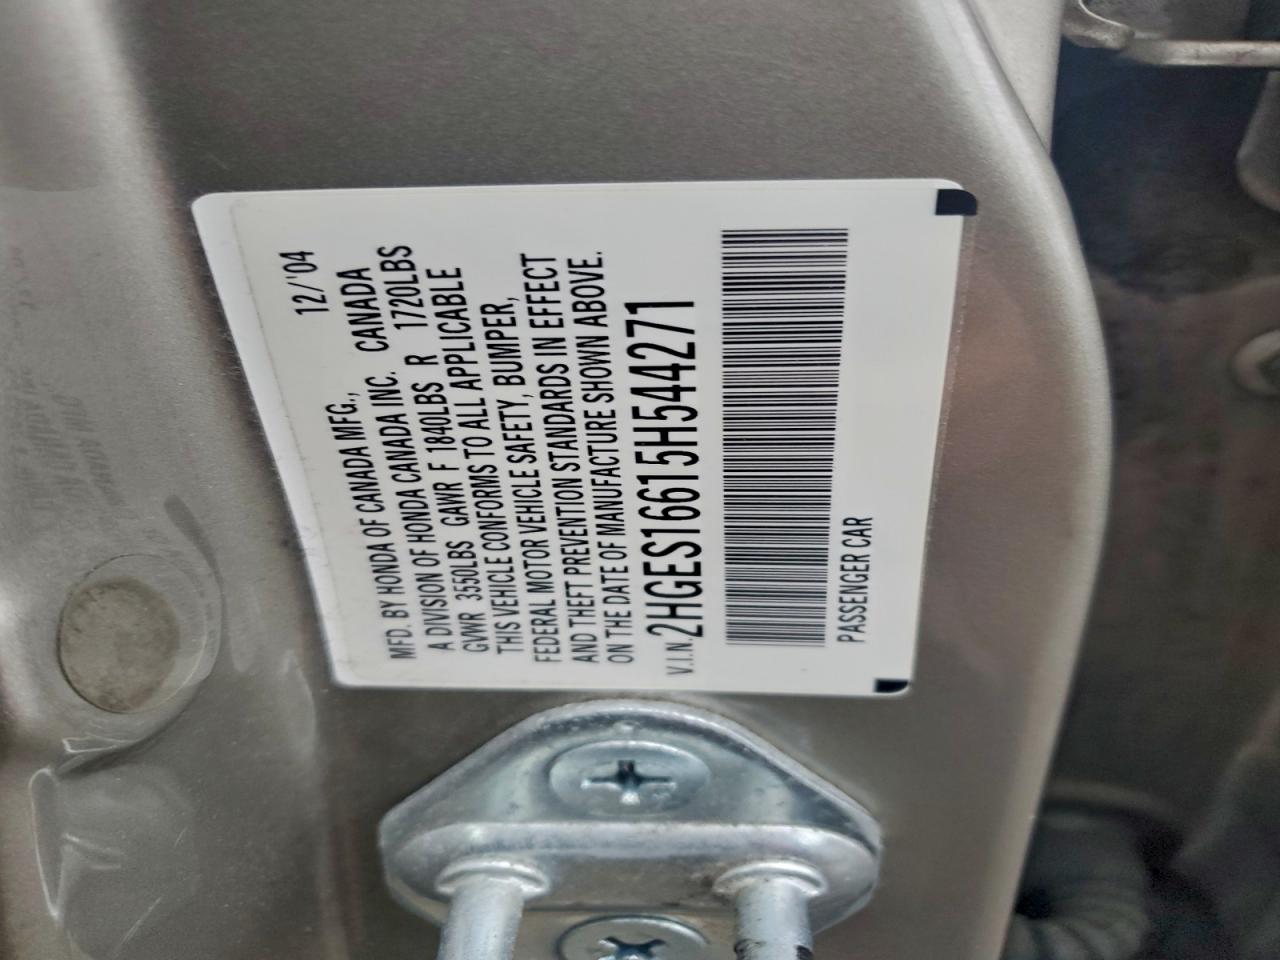 MFD. BY HONDA OF CANADA MFG., 12/'04
A DIVISION OF HONDA CANADA INC. CANADA
GVWR 3550LBS GAWR F 1840LBS R 1720LBS
THIS VEHICLE CONFORMS TO ALL APPLICABLE
FEDERAL MOTOR VEHICLE SAFETY, BUMPER,
AND THEFT PREVENTION STANDARDS IN EFFECT
ON THE DATE OF MANUFACTURE SHOWN ABOVE.
V.I.N. 2HGES16615H544271
PASSENGER CAR